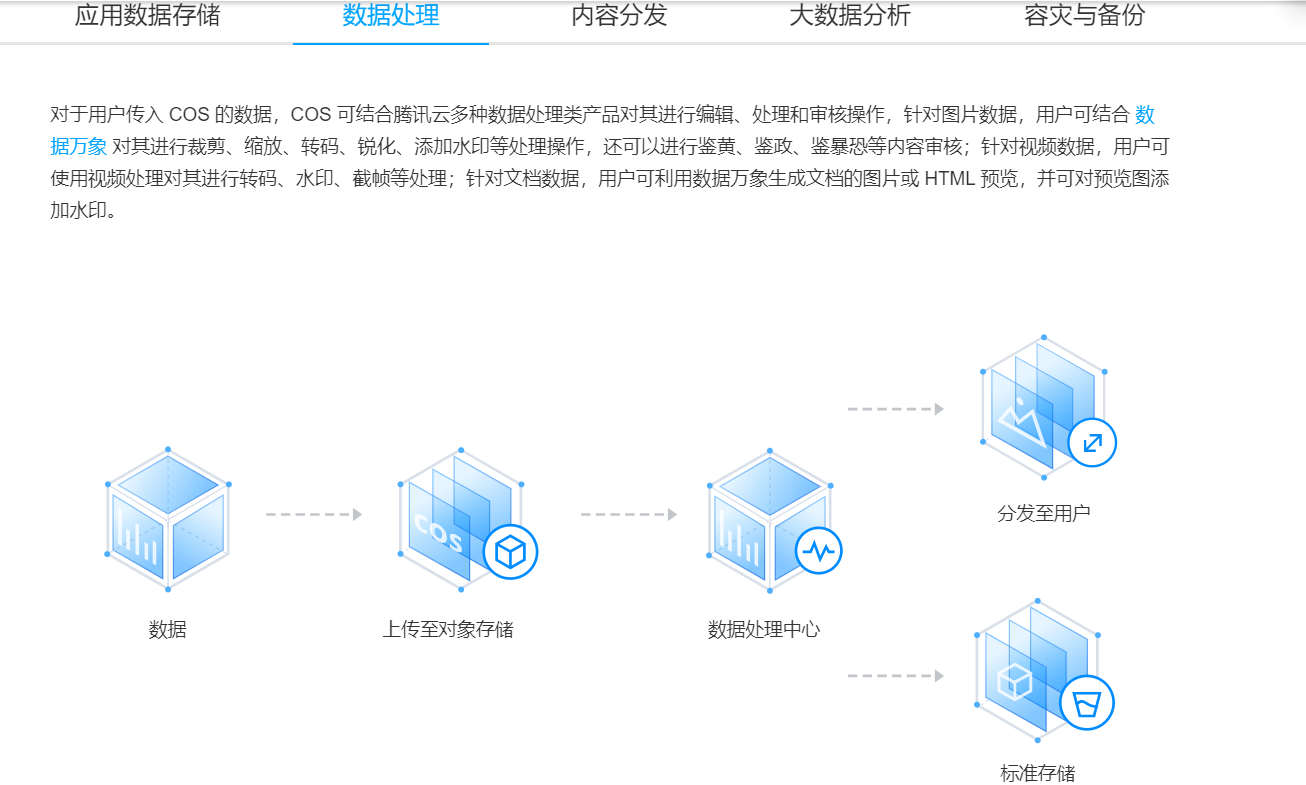 应用数据存储 数据处理 内容分发 大数据分析 容灾与备份
对于用户传入 COS 的数据，COS 可结合腾讯云多种数据处理类产品对其进行编辑、处理和审核操作，针对图片数据，用户可结合 数
据万象 对其进行裁剪、缩放、转码、锐化、添加水印等处理操作，还可以进行鉴黄、鉴政、鉴暴恐等内容审核；针对视频数据，用户可
使用视频处理对其进行转码、水印、截帧等处理；针对文档数据，用户可利用数据万象生成文档的图片或 HTML 预览，并可对预览图添
加水印。
COS
分发至用户
数据 上传至对象存储 数据处理中心
标准存储